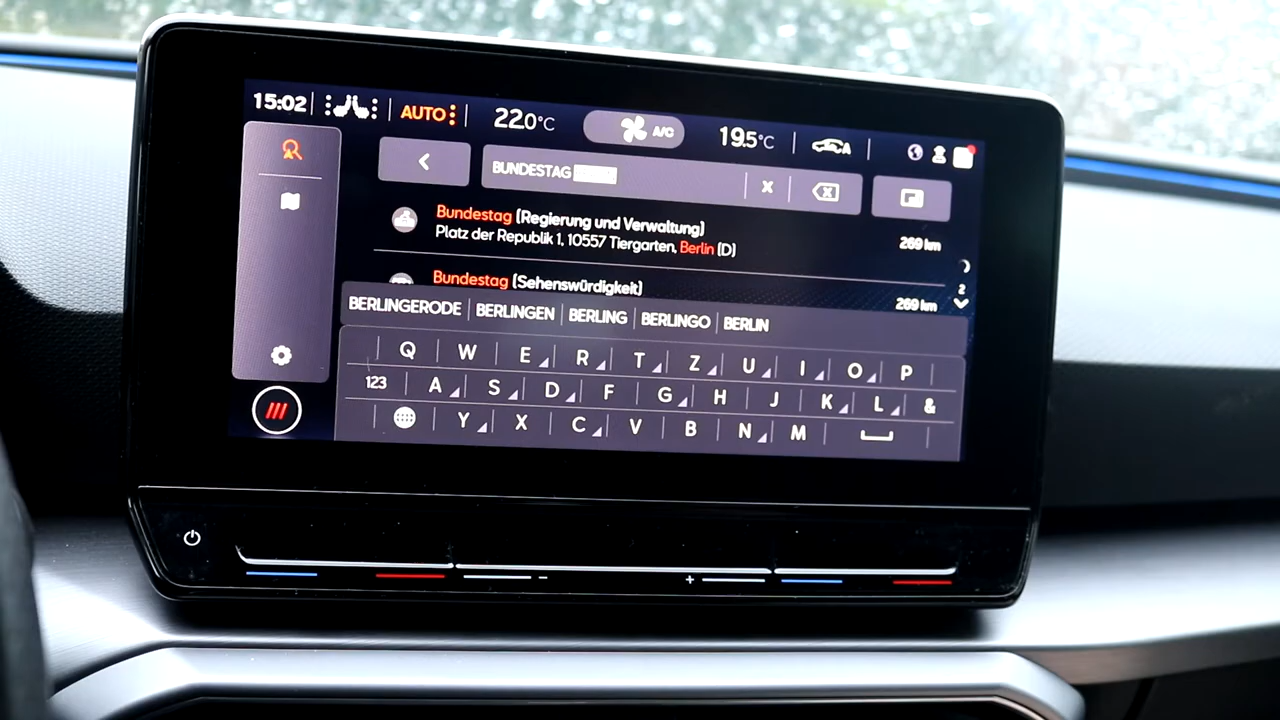 15:02 AUTO 22.0°C A/C 19.5°C A
BUNDESTAG
Bundestag (Regierung und Verwaltung)
Platz der Republik 1, 10557 Tiergarten, Berlin (D)
269 km
Bundestag (Sehenswürdigkeit)
269 km
2
BERLINGERODE BERLINGEN BERLING BERLINGO BERLIN
Q W E R T Z U I O P
123 A S D F G H J K L &
Y X C V B N M
- +